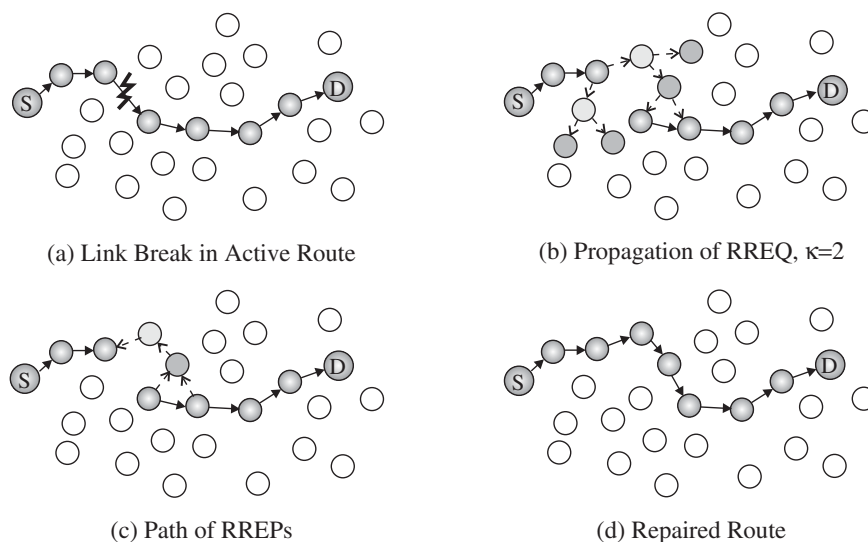 S
D
(a) Link Break in Active Route
S
D
(b) Propagation of RREQ, κ=2
S
D
(c) Path of RREPs
S
D
(d) Repaired Route